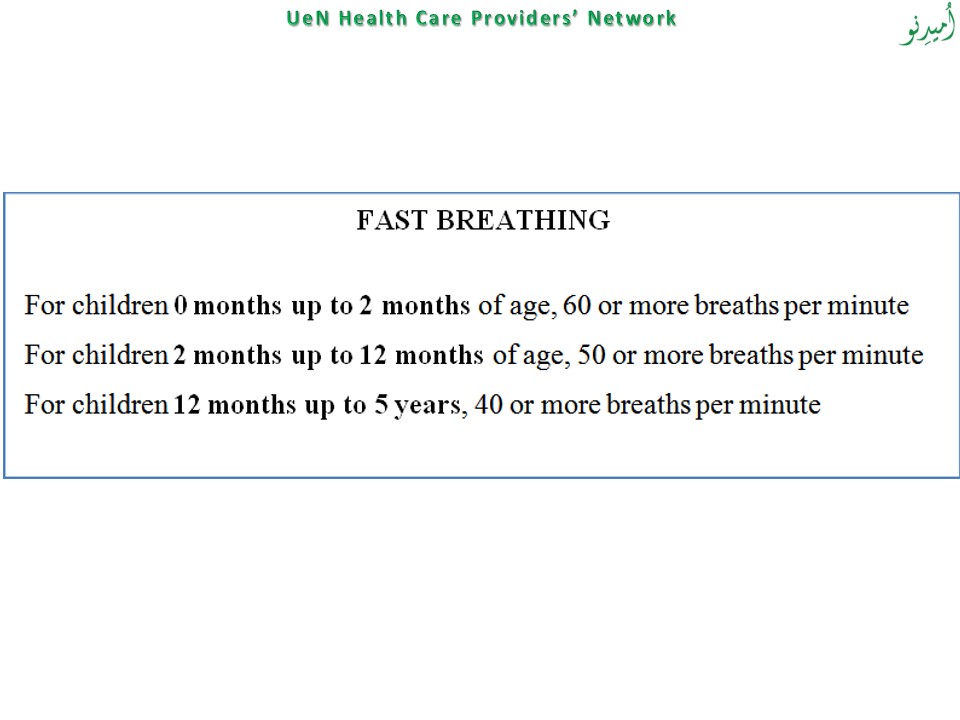 UeN Health Care Providers’ Network
اُمیدِنو
FAST BREATHING
For children 0 months up to 2 months of age, 60 or more breaths per minute
For children 2 months up to 12 months of age, 50 or more breaths per minute
For children 12 months up to 5 years, 40 or more breaths per minute